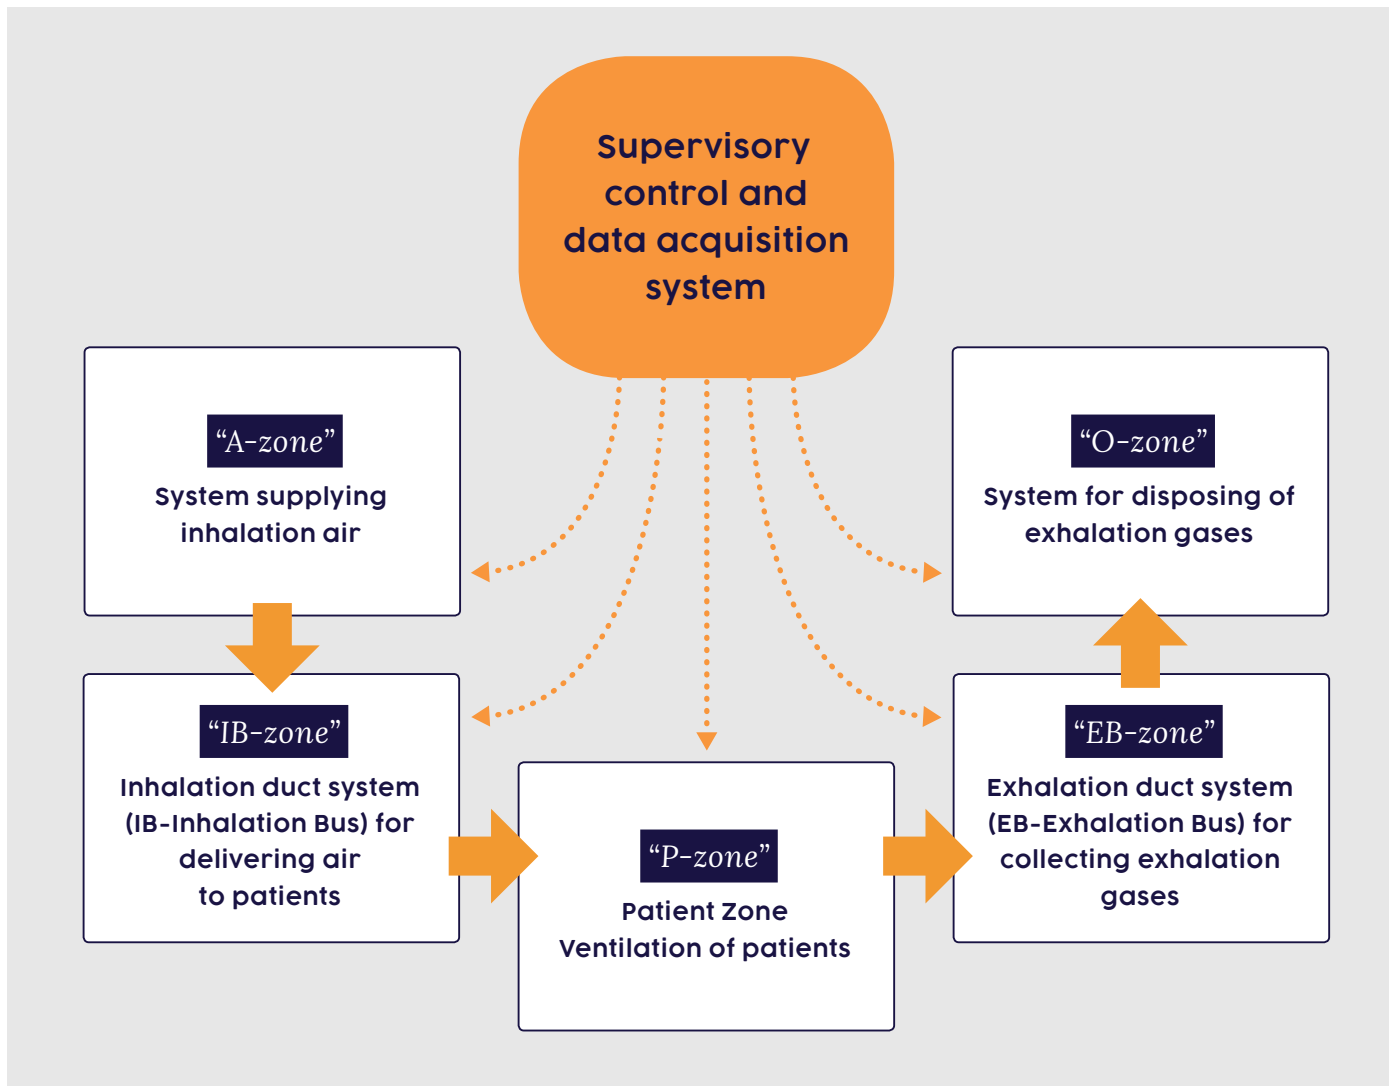 Supervisory
control and
data acquisition
system
“A-zone”
System supplying
inhalation air
“O-zone”
System for disposing of
exhalation gases
“IB-zone”
Inhalation duct system
(IB-Inhalation Bus) for
delivering air
to patients
“P-zone”
Patient Zone
Ventilation of patients
“EB-zone”
Exhalation duct system
(EB-Exhalation Bus) for
collecting exhalation
gases